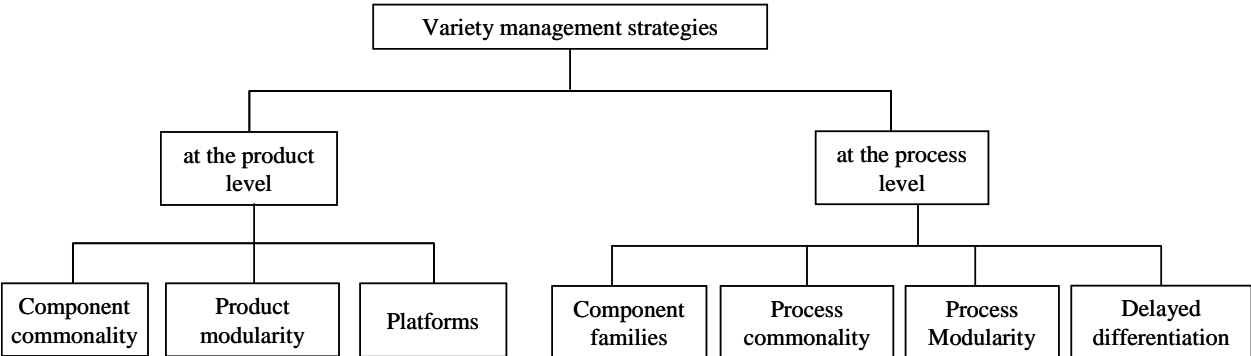 Variety management strategies
at the product
level
at the process
level
Component
commonality
Product
modularity
Platforms
Component
families
Process
commonality
Process
Modularity
Delayed
differentiation